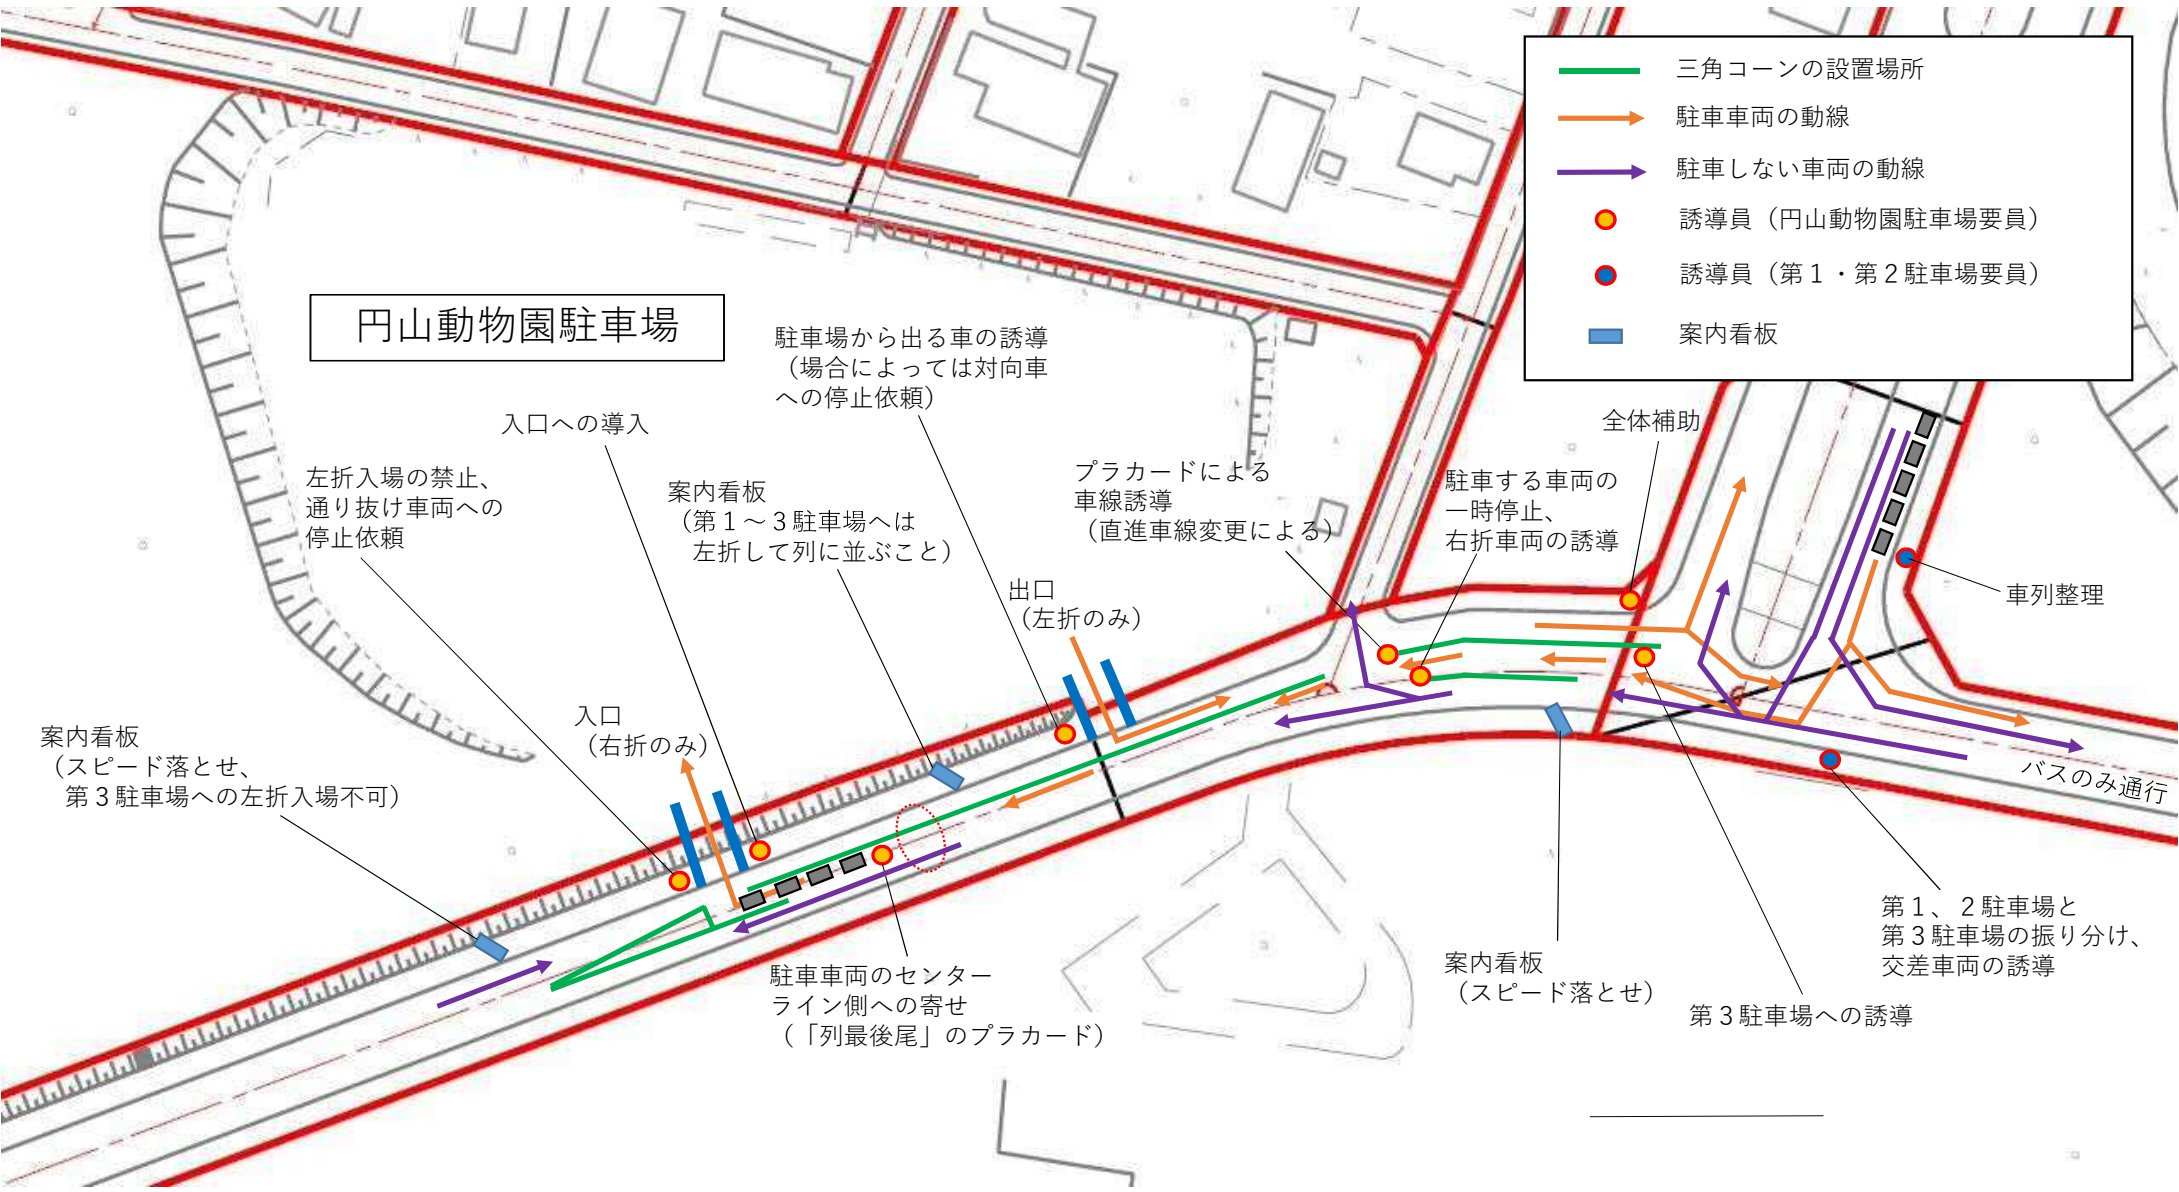 三角コーンの設置場所
駐車車両の動線
駐車しない車両の動線
誘導員（円山動物園駐車場要員）
誘導員（第１・第２駐車場要員）
案内看板
円山動物園駐車場
駐車場から出る車の誘導
（場合によっては対向車
への停止依頼）
入口への導入
全体補助
左折入場の禁止、
通り抜け車両への
停止依頼
案内看板
（第１～３駐車場へは
左折して列に並ぶこと）
プラカードによる
車線誘導
（直進車線変更による）
駐車する車両の
一時停止、
右折車両の誘導
出口
（左折のみ）
車列整理
入口
（右折のみ）
案内看板
（スピード落とせ、
第３駐車場への左折入場不可）
バスのみ通行
駐車車両のセンター
ライン側への寄せ
（「列最後尾」のプラカード）
案内看板
（スピード落とせ）
第３駐車場への誘導
第１、２駐車場と
第３駐車場の振り分け、
交差車両の誘導